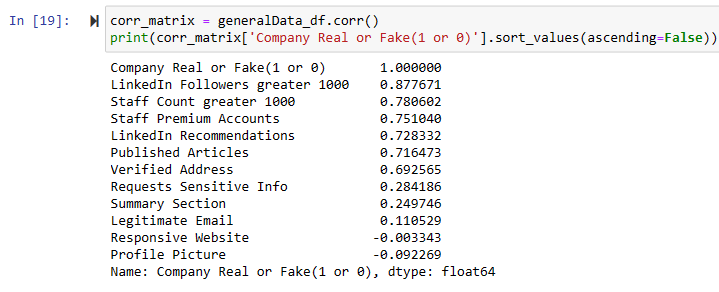 In [19]:
corr_matrix = generalData_df.corr()
print(corr_matrix['Company Real or Fake(1 or 0)'].sort_values(ascending=False))
Company Real or Fake(1 or 0) 1.000000
LinkedIn Followers greater 1000 0.877671
Staff Count greater 1000 0.780602
Staff Premium Accounts 0.751040
LinkedIn Recommendations 0.728332
Published Articles 0.716473
Verified Address 0.692565
Requests Sensitive Info 0.284186
Summary Section 0.249746
Legitimate Email 0.110529
Responsive Website -0.003343
Profile Picture -0.092269
Name: Company Real or Fake(1 or 0), dtype: float64